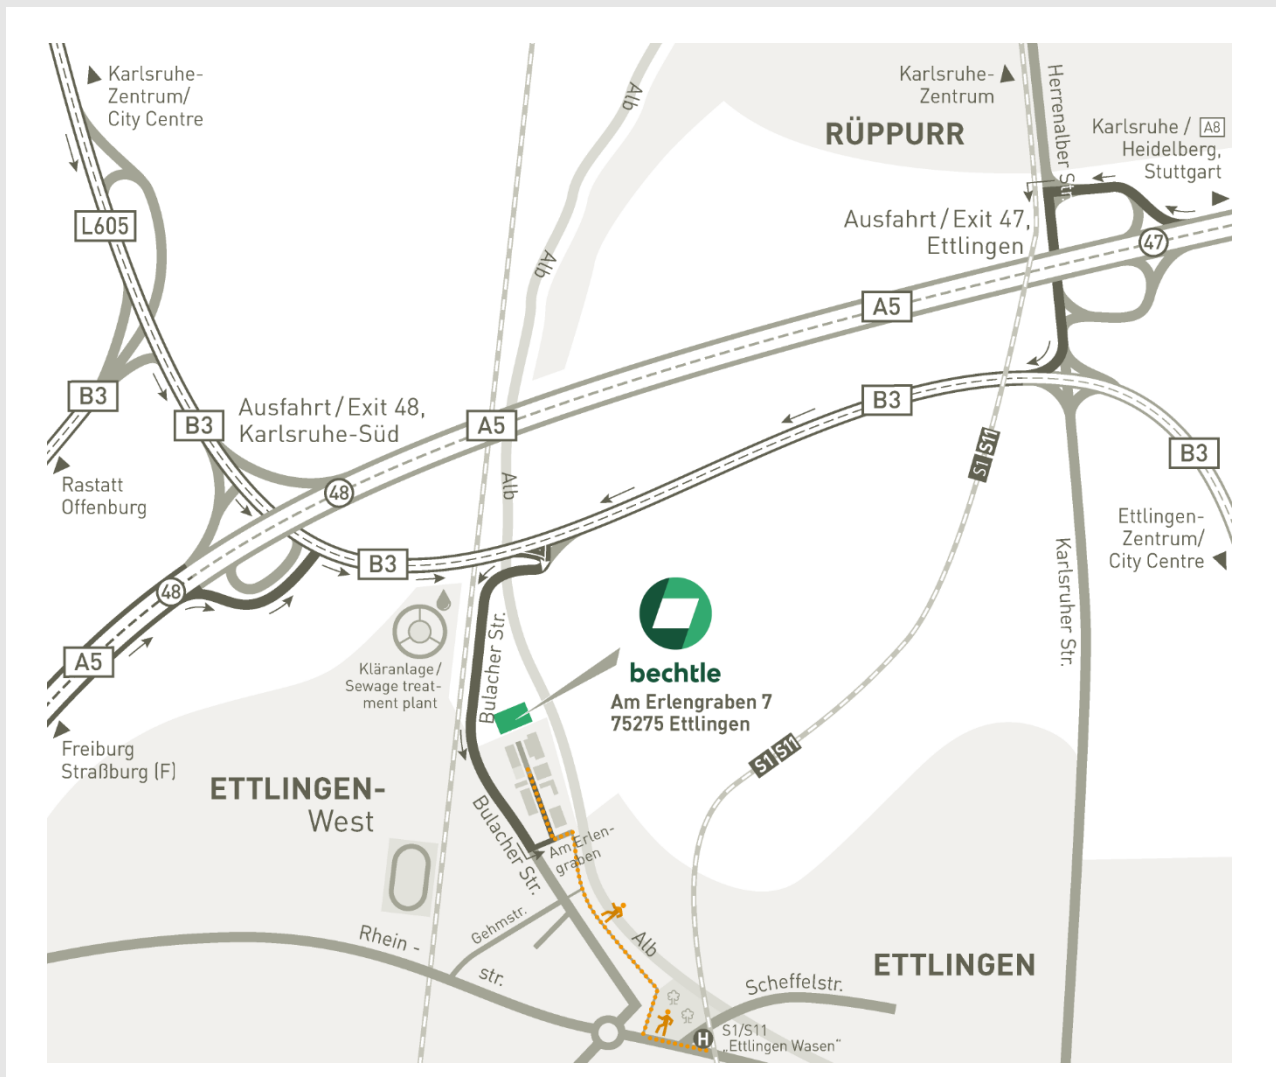 Karlsruhe-
Zentrum/
City Centre
Alb
Karlsruhe-
Zentrum
Herrenalber Str.
RÜPPURR
Karlsruhe / A8
Heidelberg,
Stuttgart
L605
Ausfahrt/Exit 47,
Ettlingen
47
Alb
A5
B3
B3
Ausfahrt/Exit 48,
Karlsruhe-Süd
A5
B3
S1 S11
B3
Rastatt
Offenburg
48
Alb
Ettlingen-
Zentrum/
City Centre
B3
48
Karlsruher Str.
bechtle
Am Erlengraben 7
75275 Ettlingen
Kläranlage/
Sewage treat-
ment plant
Bulacher Str.
A5
Freiburg
Straßburg (F)
S1 S11
ETTLINGEN-
West
Bulacher Str.
Am Erlen-
graben
Gehmstr.
Rhein -
str.
Alb
ETTLINGEN
Scheffelstr.
H
S1/S11
„Ettlingen Wasen“